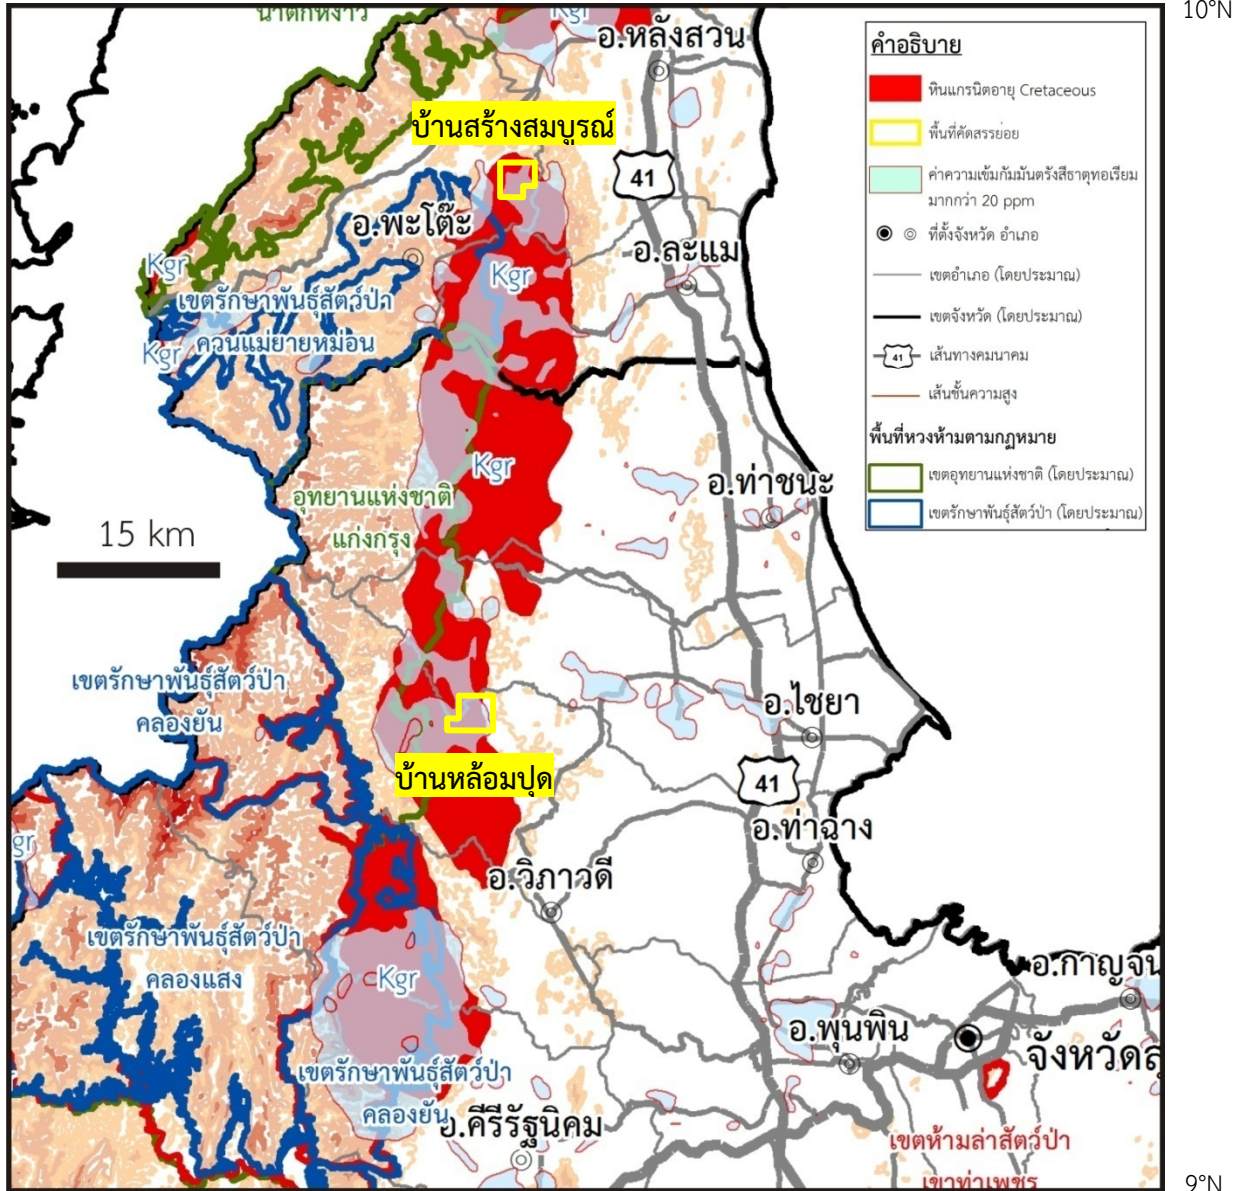 10°N
น้ำตกหงาว
Kgr
อ.หลังสวน
บ้านสร้างสมบูรณ์
41
อ.พะโต๊ะ
อ.ละแม
Kgr
Kgr
เขตรักษาพันธุ์สัตว์ป่า
ควนแม่ยายหม่อน
Kgr
Kgr
อุทยานแห่งชาติ
แก่งกรุง
อ.ท่าชนะ
15 km
เขตรักษาพันธุ์สัตว์ป่า
คลองยัน
อ.ไชยา
บ้านหล้อมปุด
41
อ.ท่าฉาง
gr
อ.วิภาวดี
เขตรักษาพันธุ์สัตว์ป่า
คลองแสง
Kgr
อ.กาญจน
อ.พุนพิน
จังหวัดส
เขตรักษาพันธุ์สัตว์ป่า
คลองยัน
อ.คีรีรัฐนิคม
เขตห้ามล่าสัตว์ป่า
เขาท่าเพชร
9°N
คำอธิบาย
หินแกรนิตอายุ Cretaceous
พื้นที่คัดสรรย่อย
ค่าความเข้มกัมมันตรังสีธาตุทอเรียม
มากกว่า 20 ppm
ที่ตั้งจังหวัด อำเภอ
เขตอำเภอ (โดยประมาณ)
เขตจังหวัด (โดยประมาณ)
41
เส้นทางคมนาคม
เส้นชั้นความสูง
พื้นที่หวงห้ามตามกฎหมาย
เขตอุทยานแห่งชาติ (โดยประมาณ)
เขตรักษาพันธุ์สัตว์ป่า (โดยประมาณ)